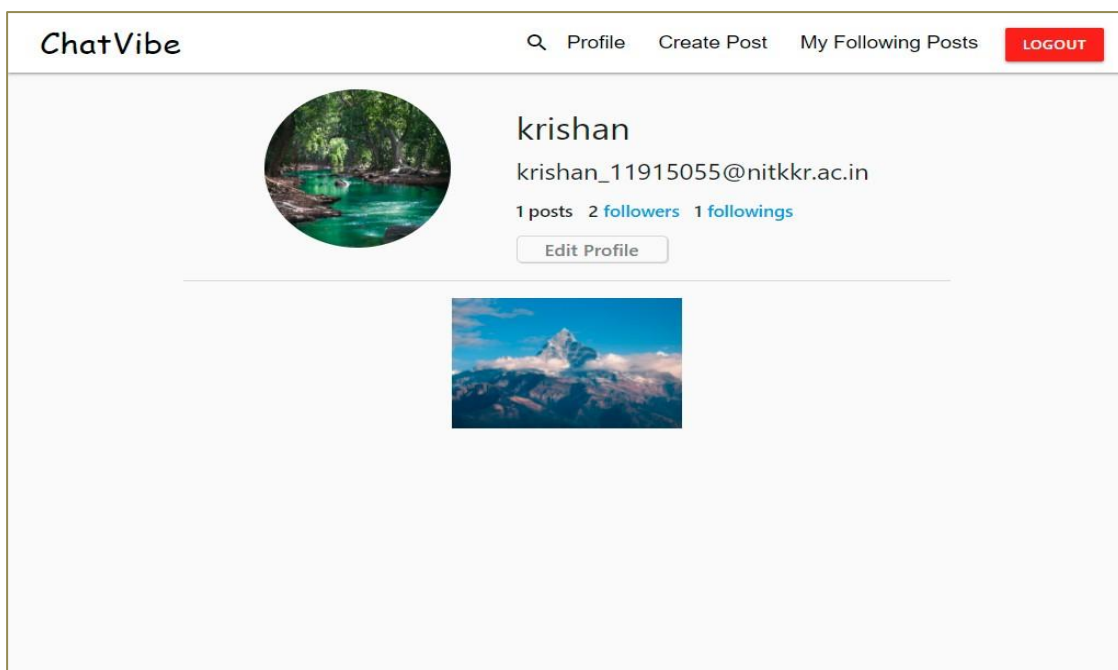 ChatVibe Profile Create Post My Following Posts LOGOUT
krishan
krishan_11915055@nitkkr.ac.in
1 posts 2 followers 1 followings
Edit Profile